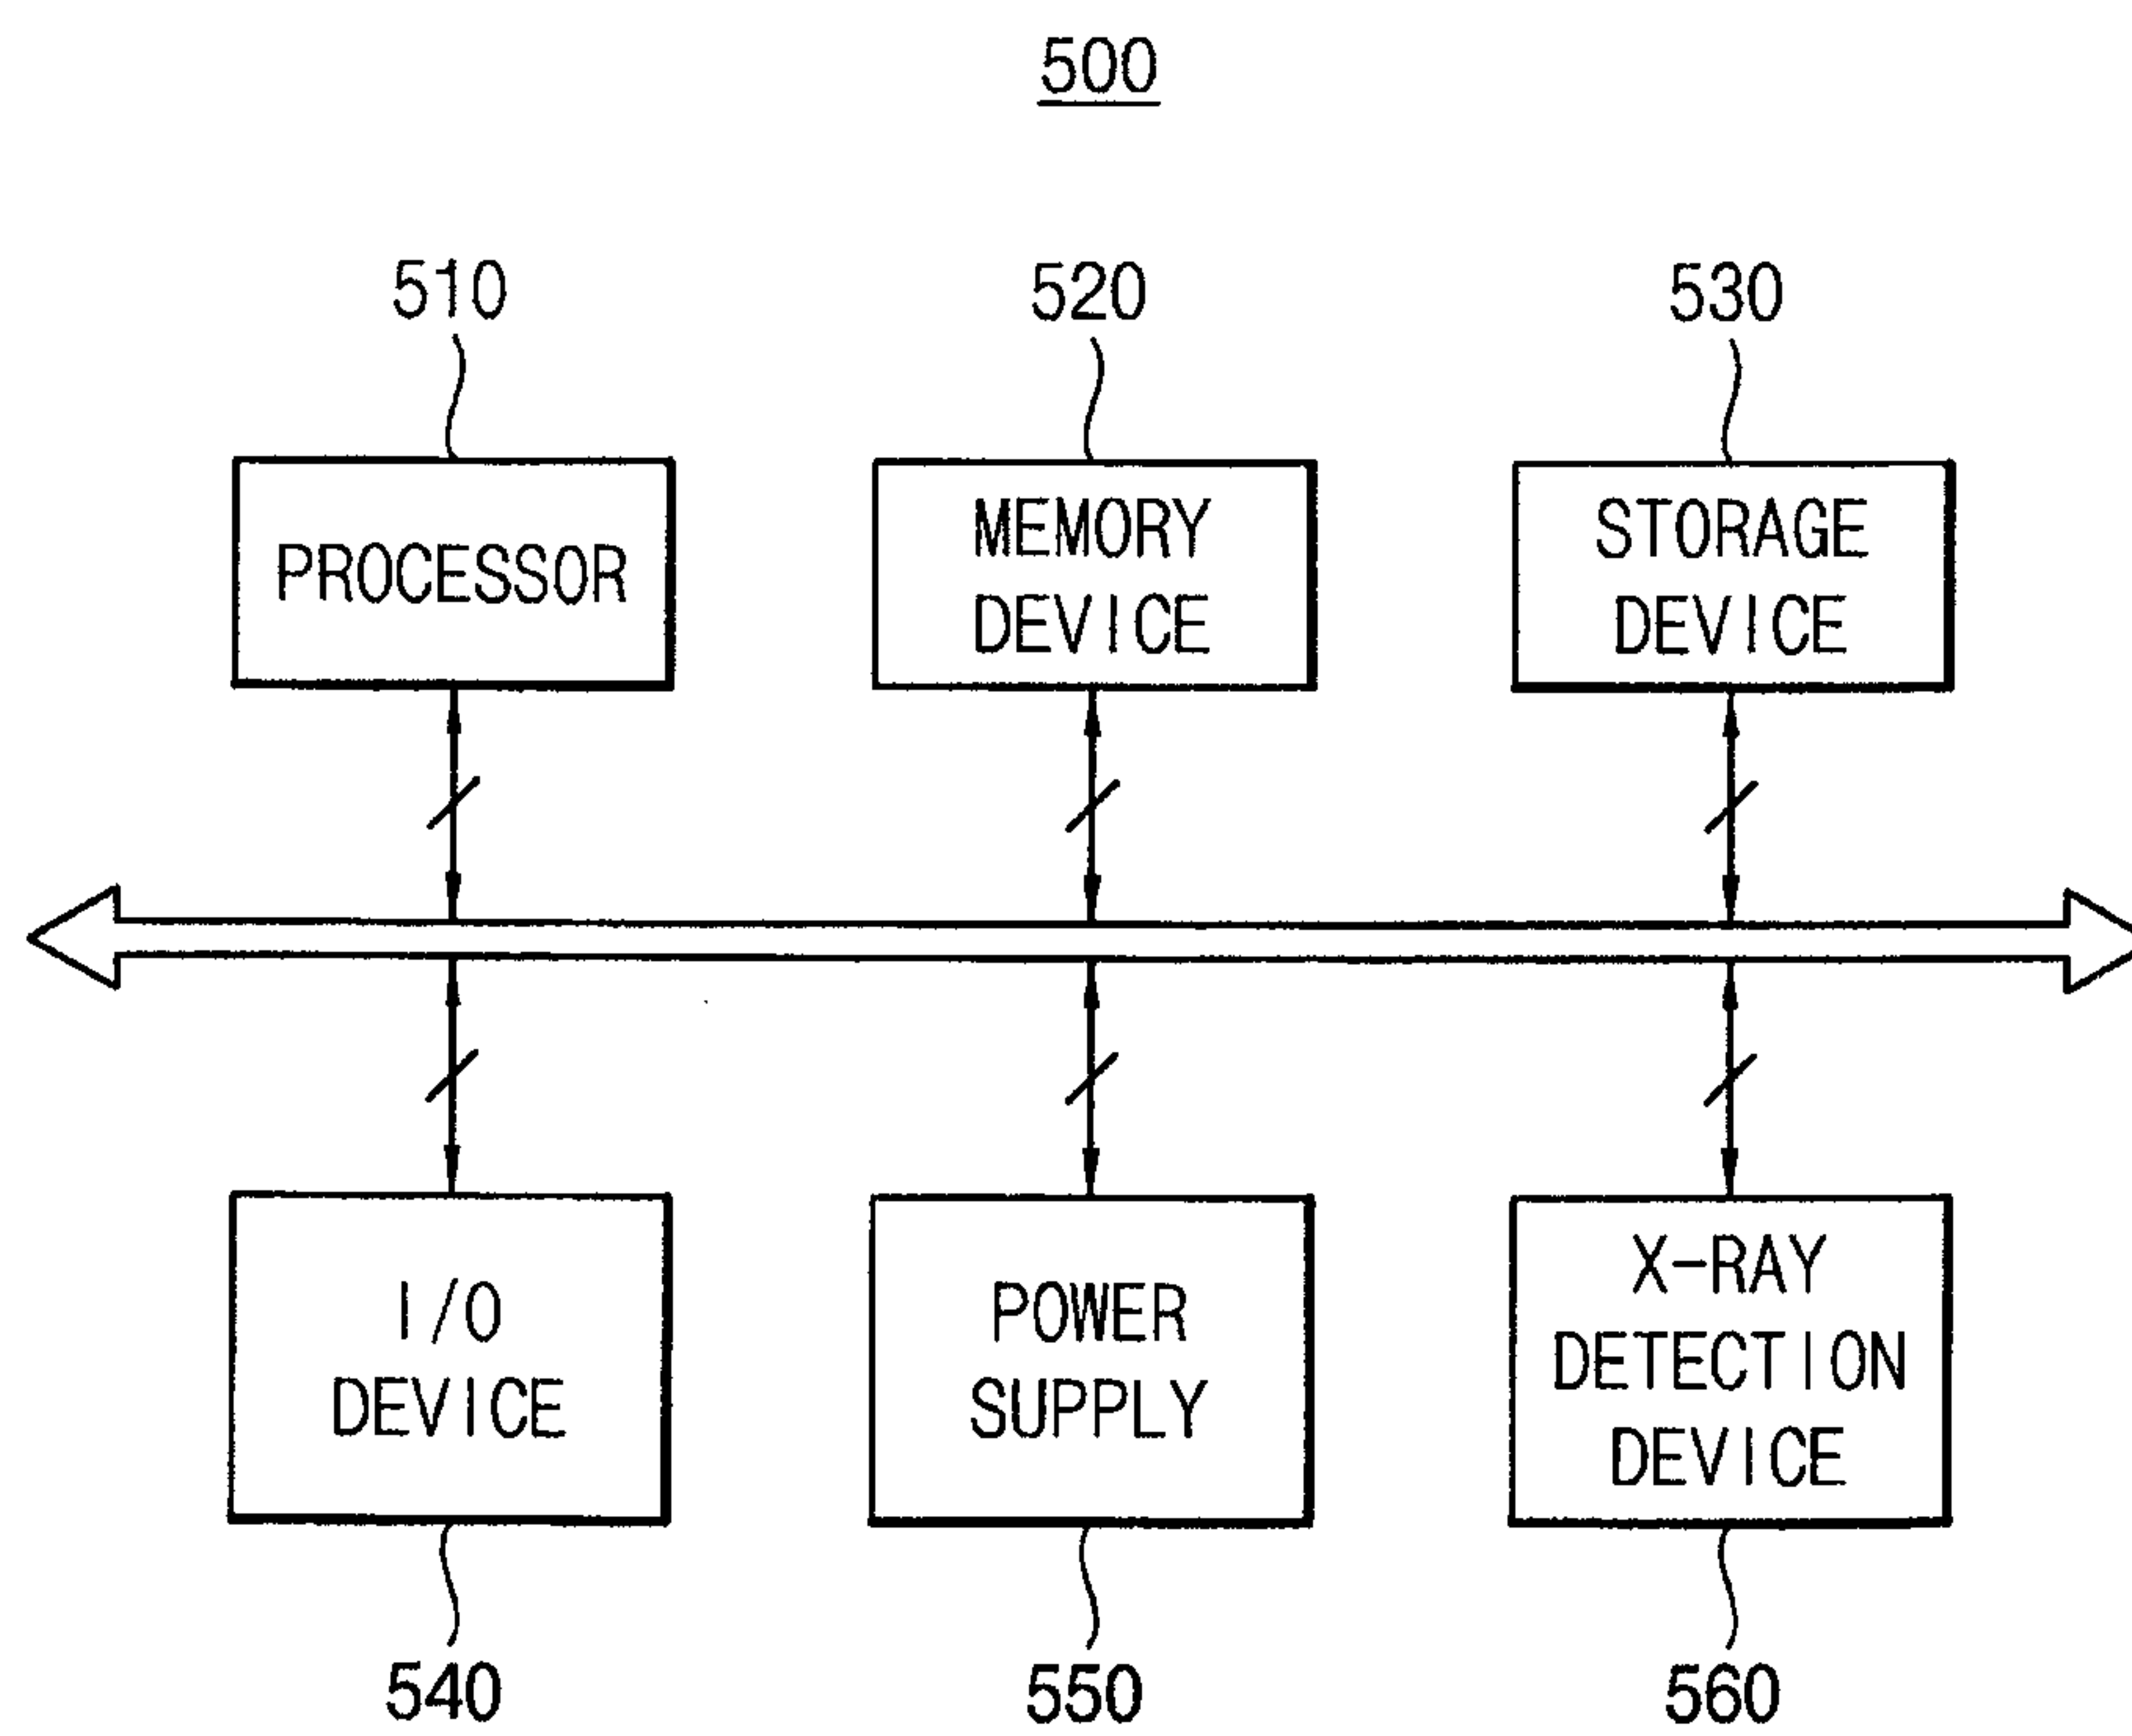 500
510
520
530
PROCESSOR
MEMORY
DEVICE
STORAGE
DEVICE
I/O
DEVICE
POWER
SUPPLY
X-RAY
DETECTION
DEVICE
540
550
560